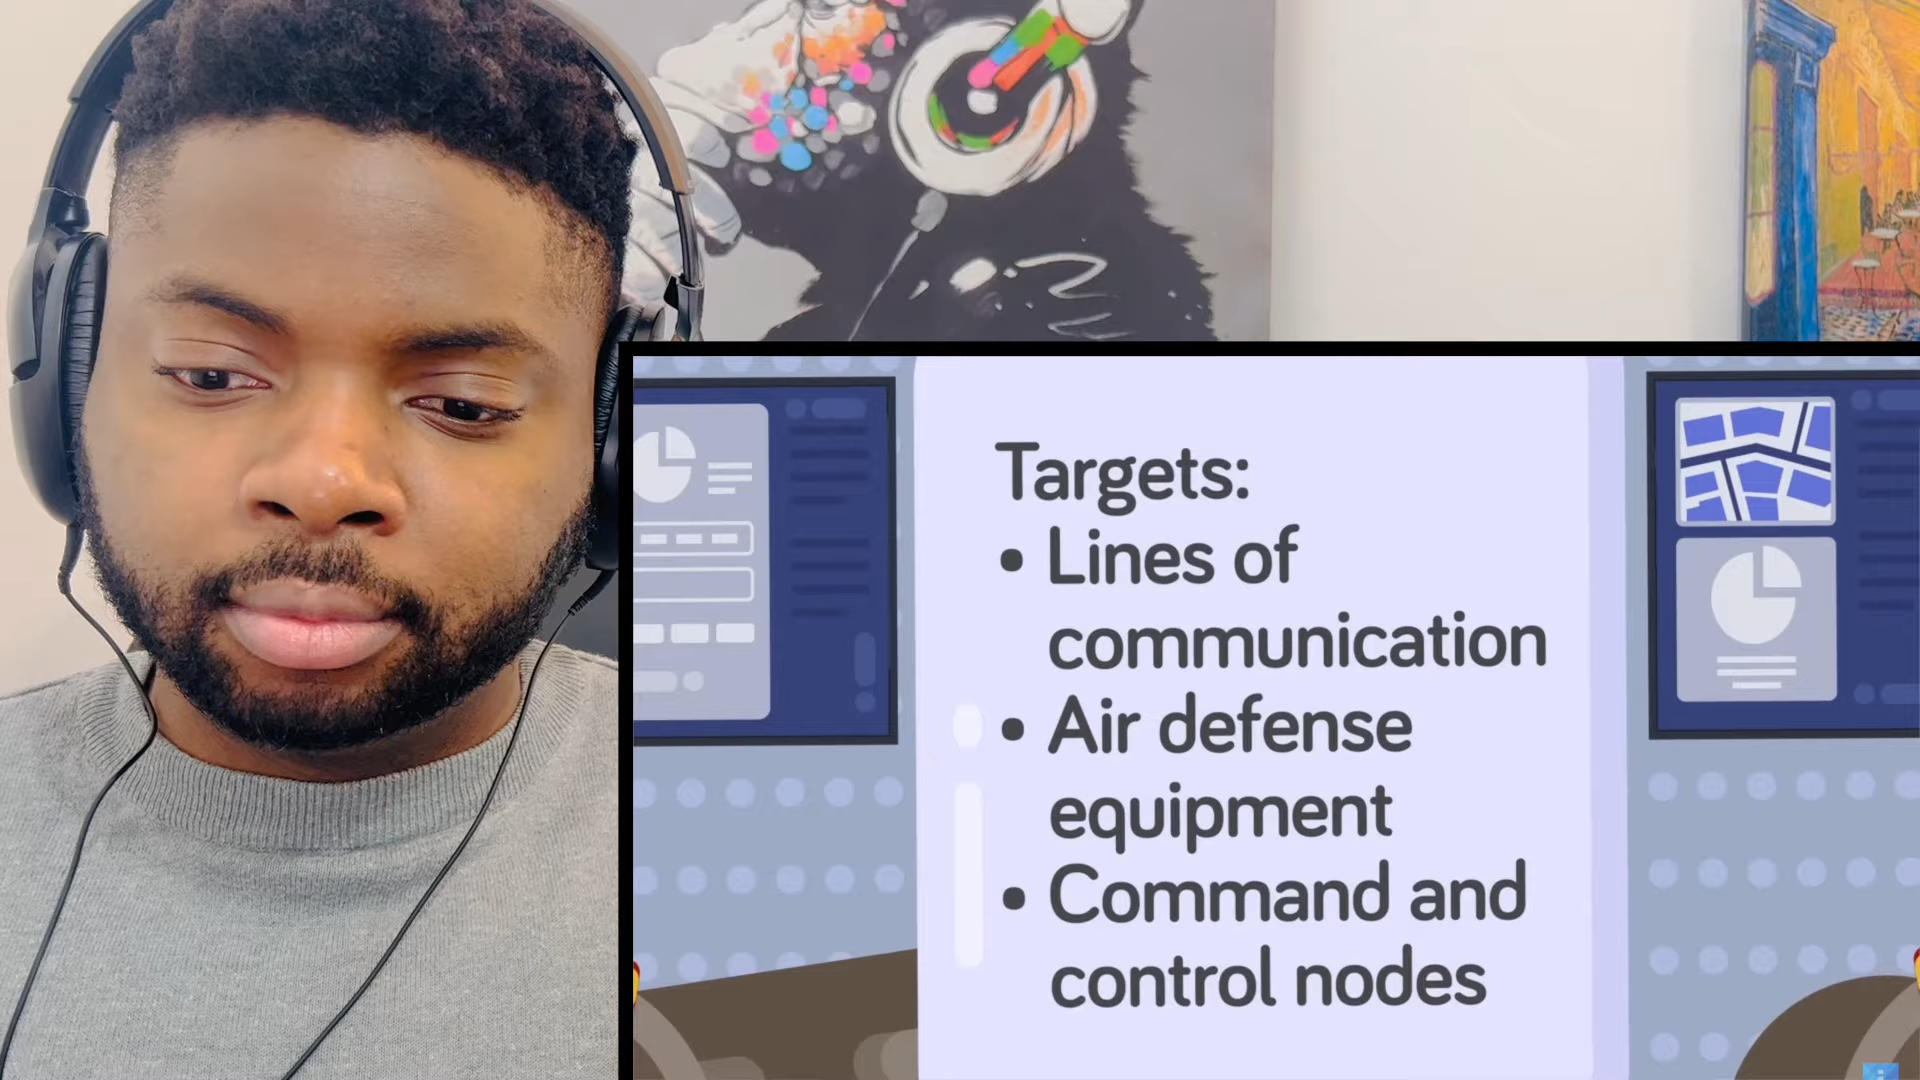 Targets:
• Lines of
communication
• Air defense
equipment
• Command and
control nodes